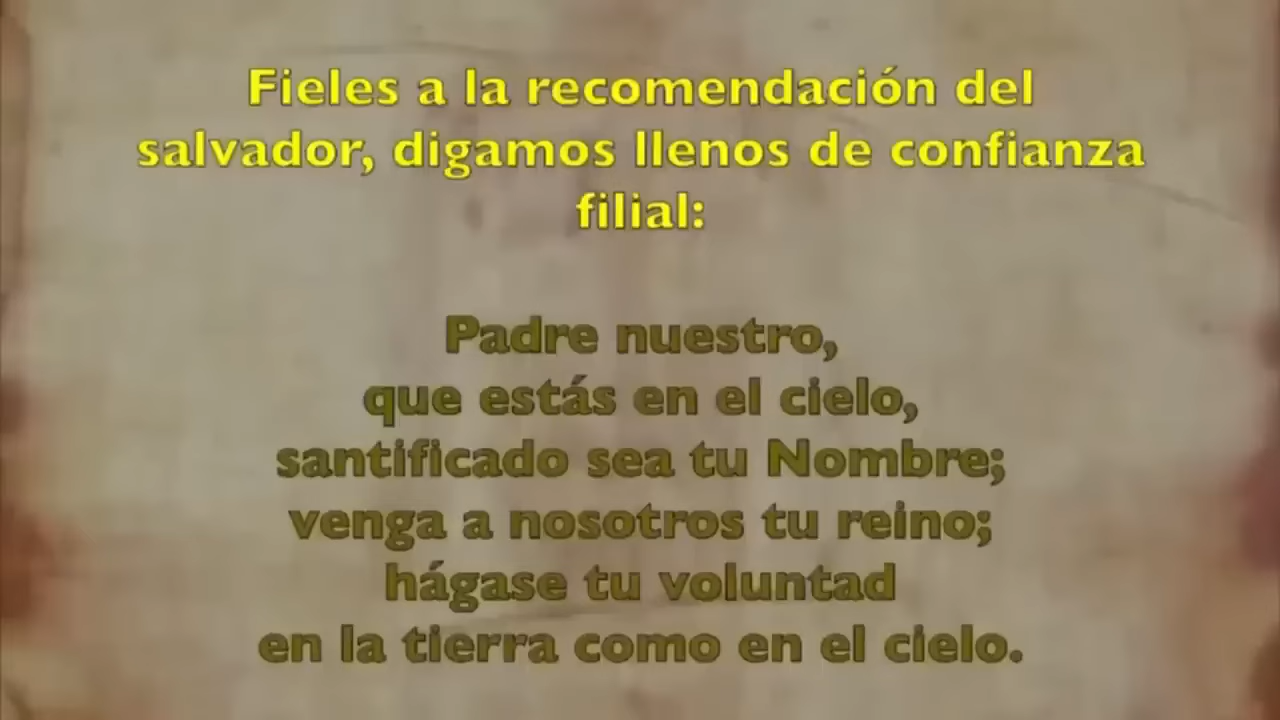 Fieles a la recomendación del
salvador, digamos llenos de confianza
filial:
Padre nuestro,
que estás en el cielo,
santificado sea tu Nombre;
venga a nosotros tu reino;
hágase tu voluntad
en la tierra como en el cielo.